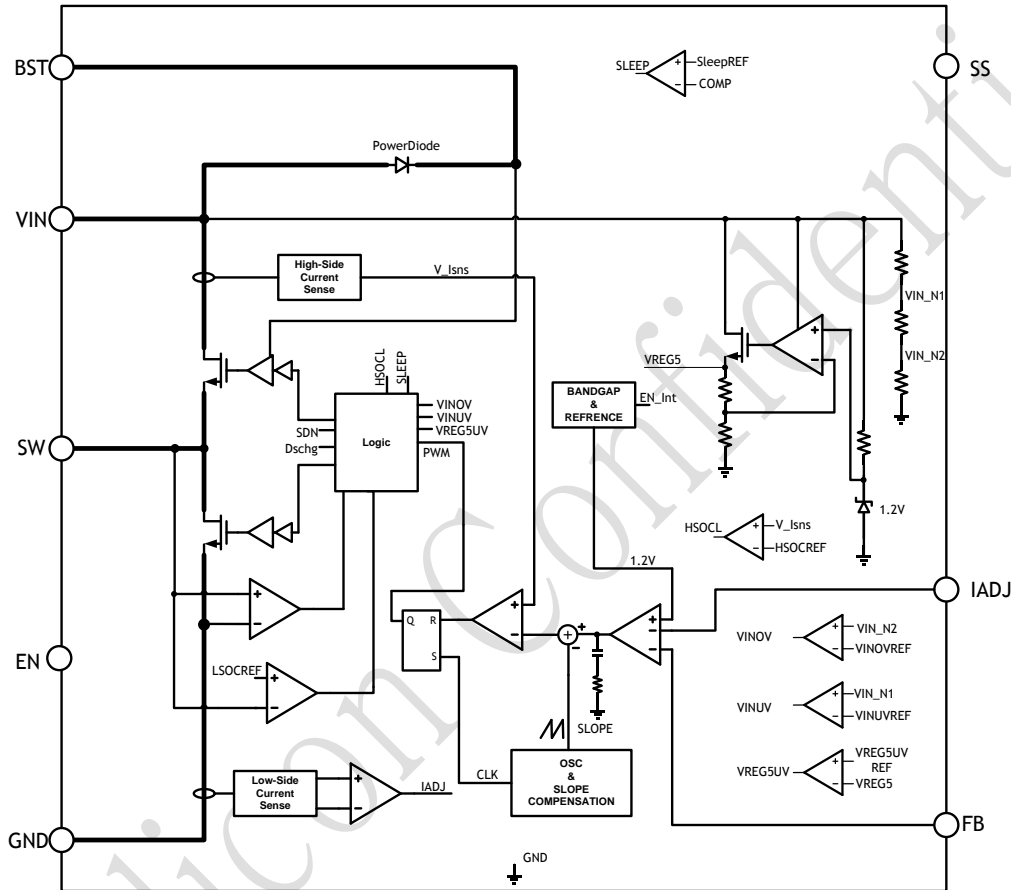 BST
SS
SLEEP
+
SleepREF
−
COMP
PowerDiode
VIN
High-Side
Current
Sense
V_Isns
VIN_N1
VIN_N2
VREG5
+
−
HSOCL
SLEEP
BANDGAP
&
REFRENCE
EN_Int
VINOV
VINUV
VREG5UV
SDN
Logic
Dschg
PWM
SW
1.2V
HSOCL
+
V_Isns
−
HSOCREF
1.2V
IADJ
+
−
Q
R
S
+
−
+
−
+
−
−
VINOV
+
VIN_N2
−
VINOVREF
EN
LSOCREF
+
−
VINUV
+
VIN_N1
−
VINUVREF
SLOPE
VREG5UV
+
VREG5UV
REF
−
VREG5
Low-Side
Current
Sense
+
−
IADJ
CLK
OSC
&
SLOPE
COMPENSATION
FB
GND
GND
licon Confidenti